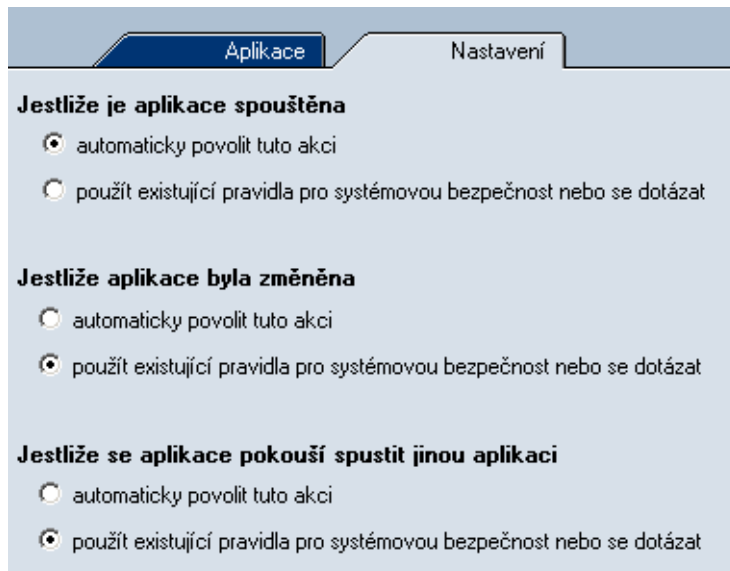 Aplikace
Nastavení
Jestliže je aplikace spouštěna
automaticky povolit tuto akci
použít existující pravidla pro systémovou bezpečnost nebo se dotázat
Jestliže aplikace byla změněna
automaticky povolit tuto akci
použít existující pravidla pro systémovou bezpečnost nebo se dotázat
Jestliže se aplikace pokouší spustit jinou aplikaci
automaticky povolit tuto akci
použít existující pravidla pro systémovou bezpečnost nebo se dotázat